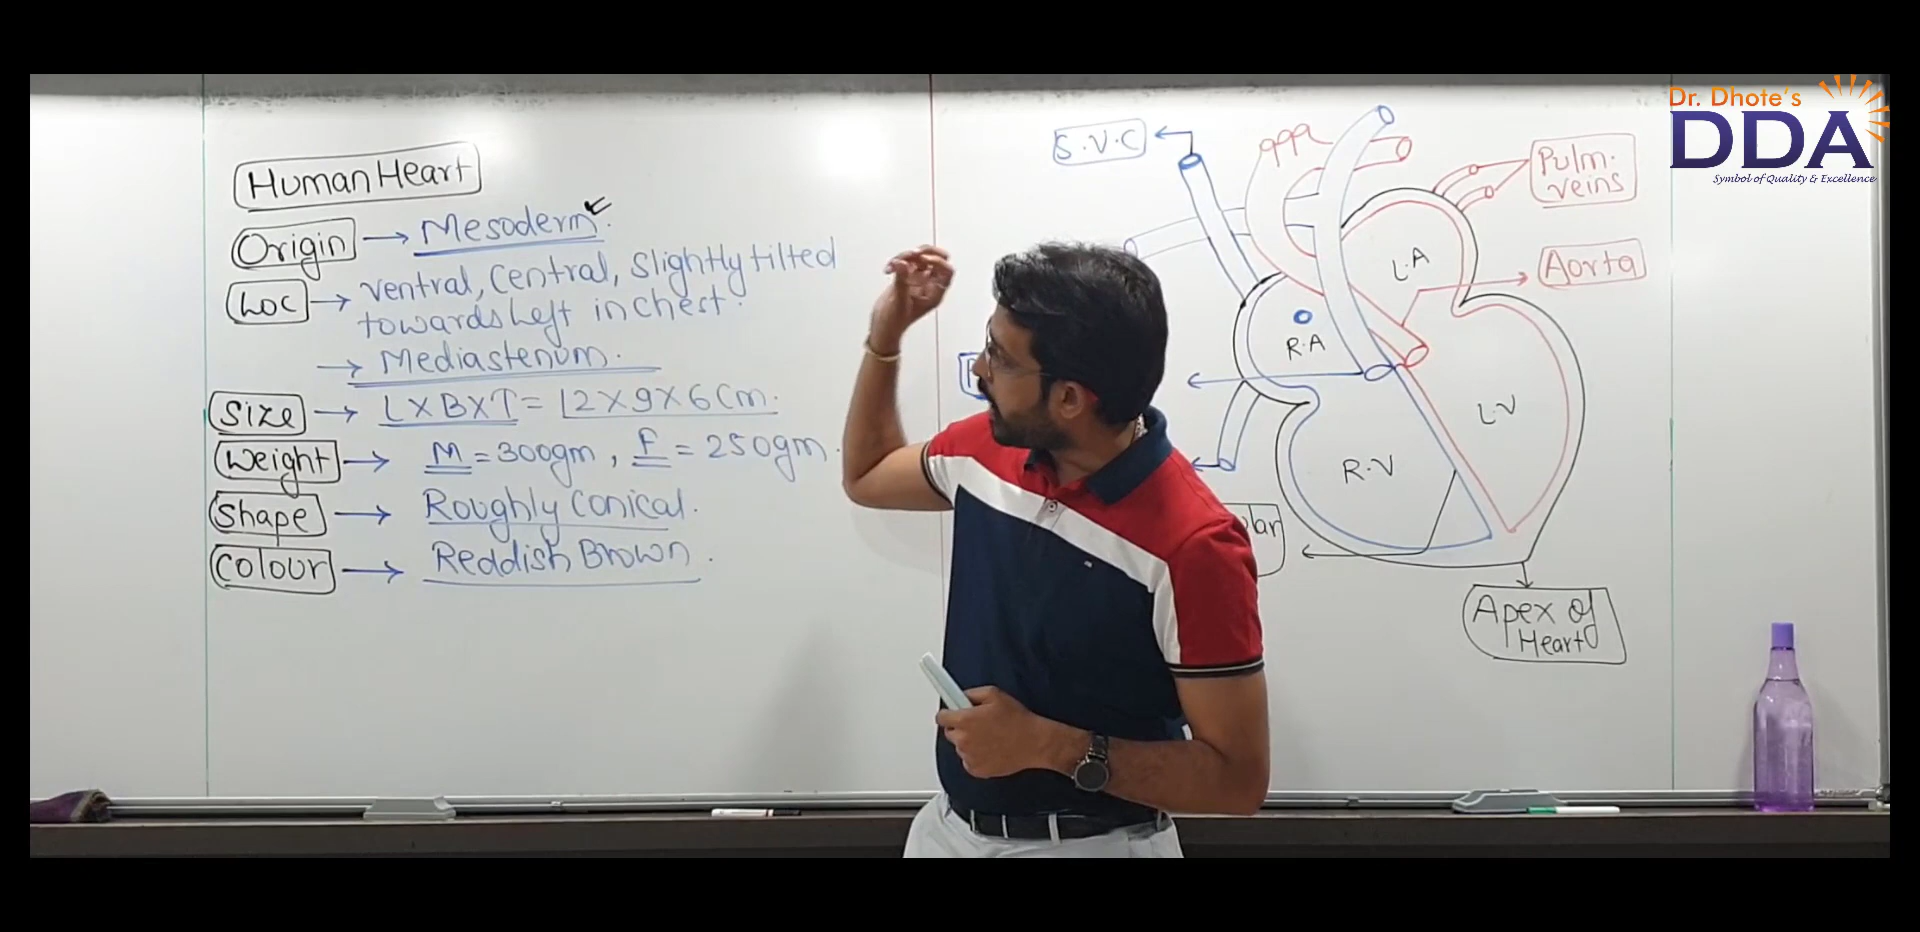 Human Heart
Origin → Mesoderm.
Loc → Ventral, Central, Slightly tilted
towards Left in chest.
→ Mediastenum.
Size → L X B X T = 12 X 9 X 6 Cm.
Weight → M = 300gm, F = 250gm.
Shape → Roughly Conical.
Colour → Reddish Brown.
S.V.C
Pulm.
veins
Aorta
L.A
R.A
L.V
R.V
Apex of
Heart
Dr. Dhote's
DDA
Symbol of Quality & Excellence